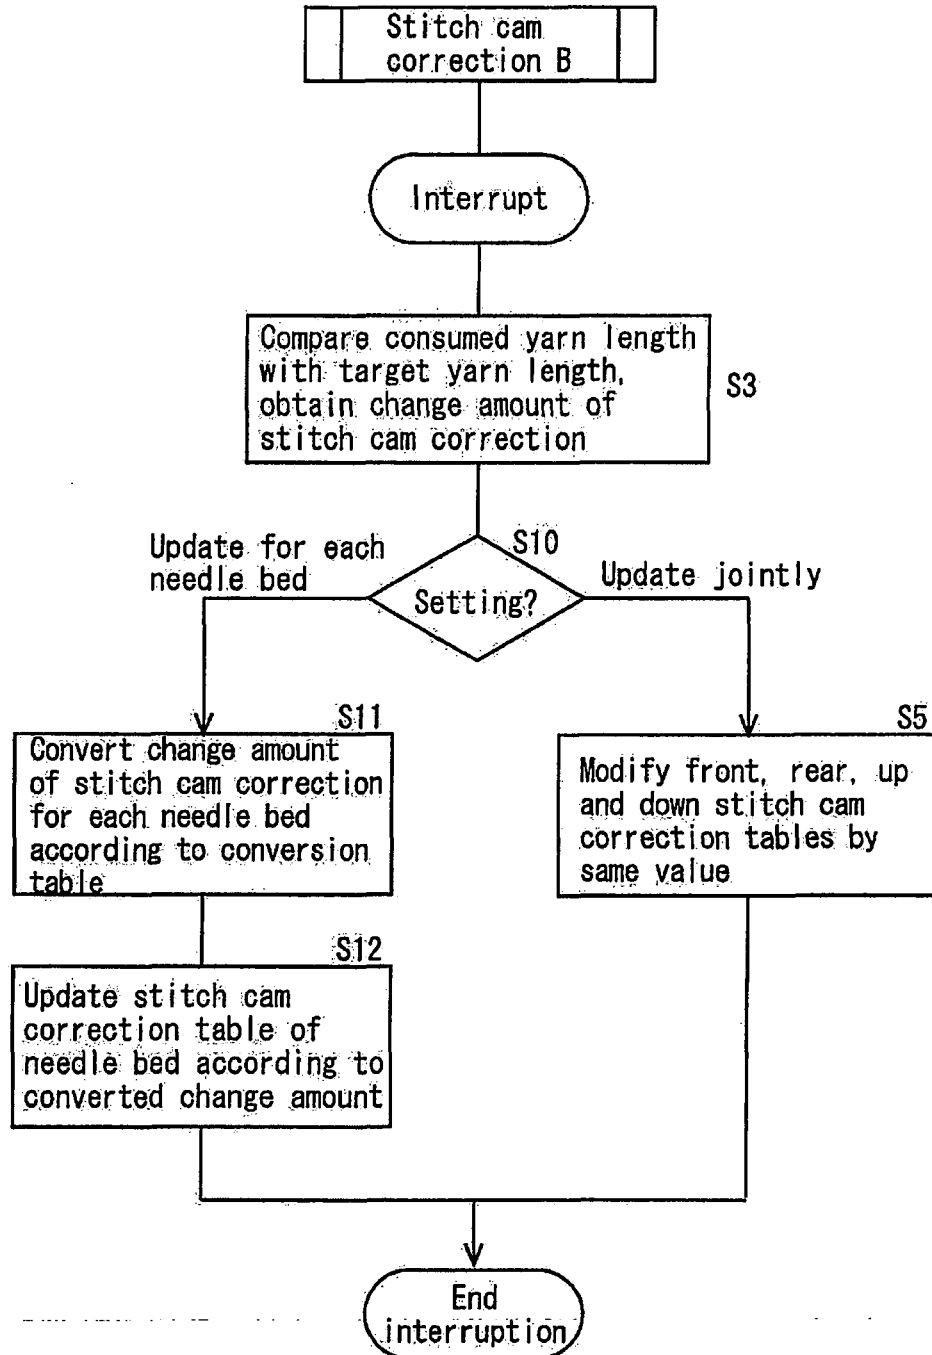 Stitch cam
correction B
Interrupt
Compare consumed yarn length
with target yarn length,
obtain change amount of
stitch cam correction
S3
S10
Update for each
needle bed
Update jointly
Setting?
S11
Convert change amount
of stitch cam correction
for each needle bed
according to conversion
table
S5
Modify front, rear, up
and down stitch cam
correction tables by
same value
S12
Update stitch cam
correction table of
needle bed according to
converted change amount
End
interruption